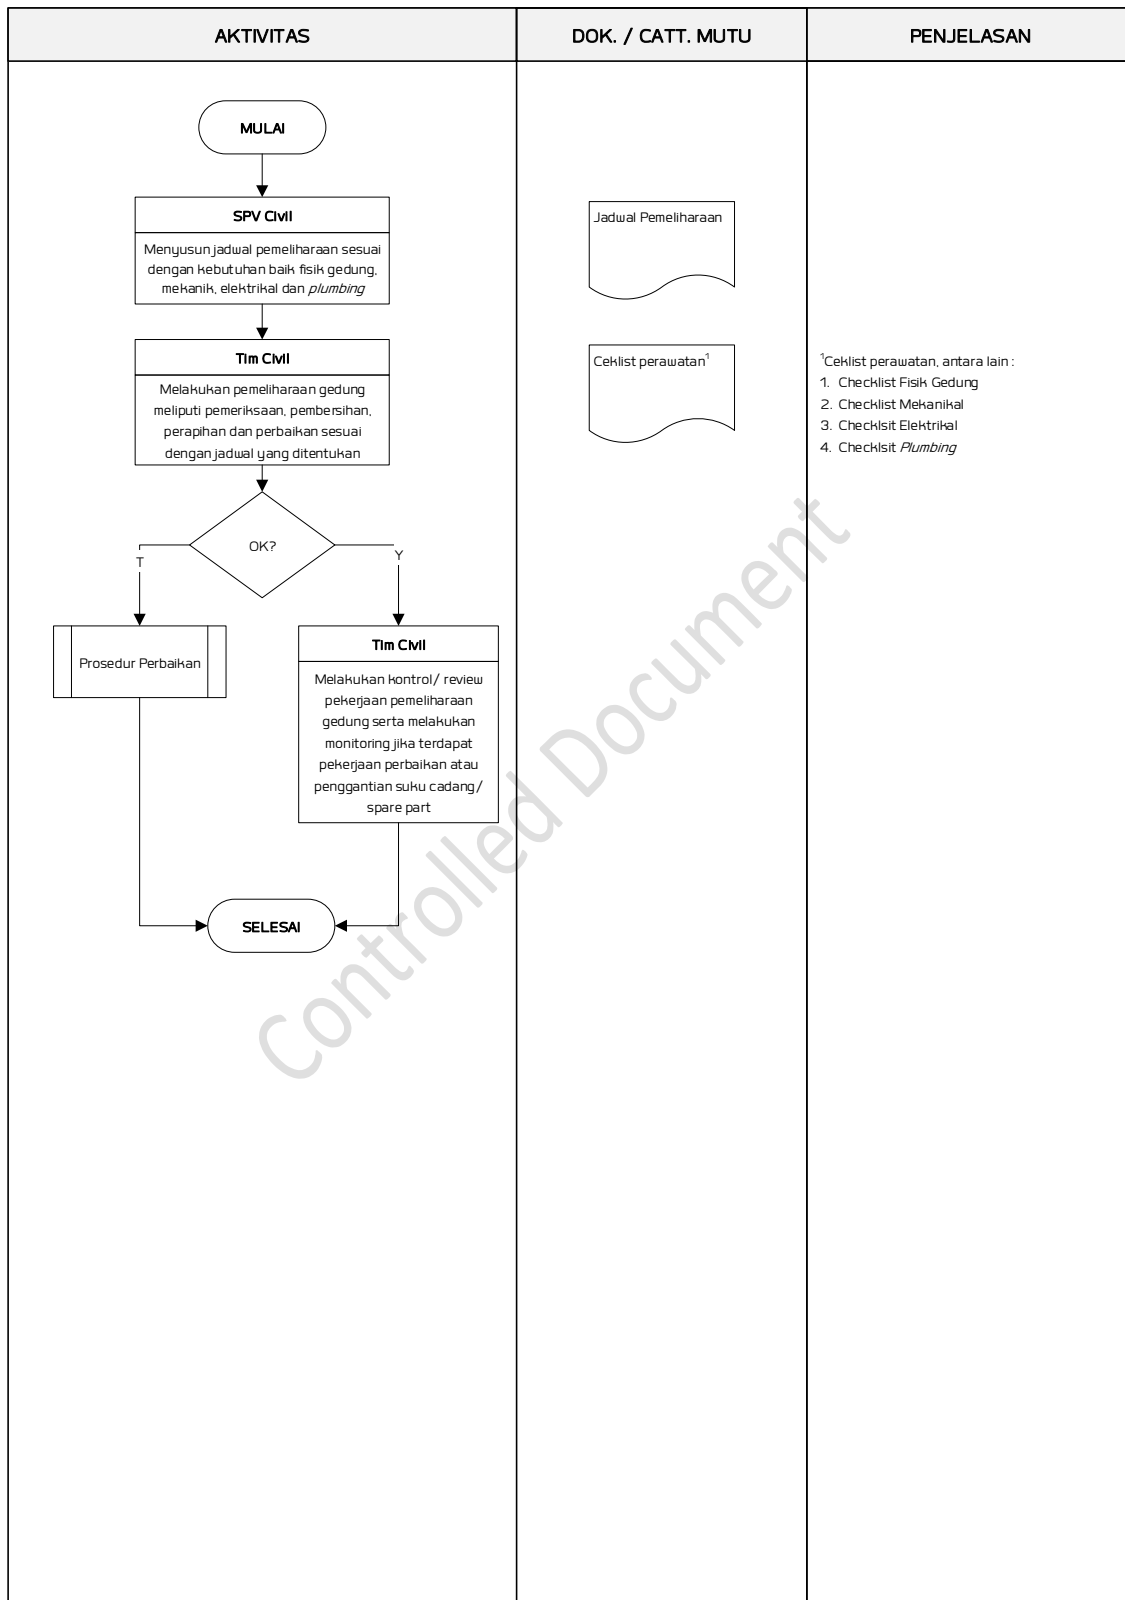 AKTIVITAS
DOK. / CATT. MUTU
PENJELASAN
MULAI
SPV Civil
Menyusun jadwal pemeliharaan sesuai
dengan kebutuhan baik fisik gedung,
mekanik, elektrikal dan plumbing
Jadwal Pemeliharaan
Tim Civil
Melakukan pemeliharaan gedung
meliputi pemeriksaan, pembersihan,
perapihan dan perbaikan sesuai
dengan jadwal yang ditentukan
Ceklist perawatan¹
¹Ceklist perawatan, antara lain :
1. Checklist Fisik Gedung
2. Checklist Mekanikal
3. Checklsit Elektrikal
4. Checklsit Plumbing
OK?
T
Y
Prosedur Perbaikan
Tim Civil
Melakukan kontrol/ review
pekerjaan pemeliharaan
gedung serta melakukan
monitoring jika terdapat
pekerjaan perbaikan atau
penggantian suku cadang/
spare part
SELESAI
Controlled Document